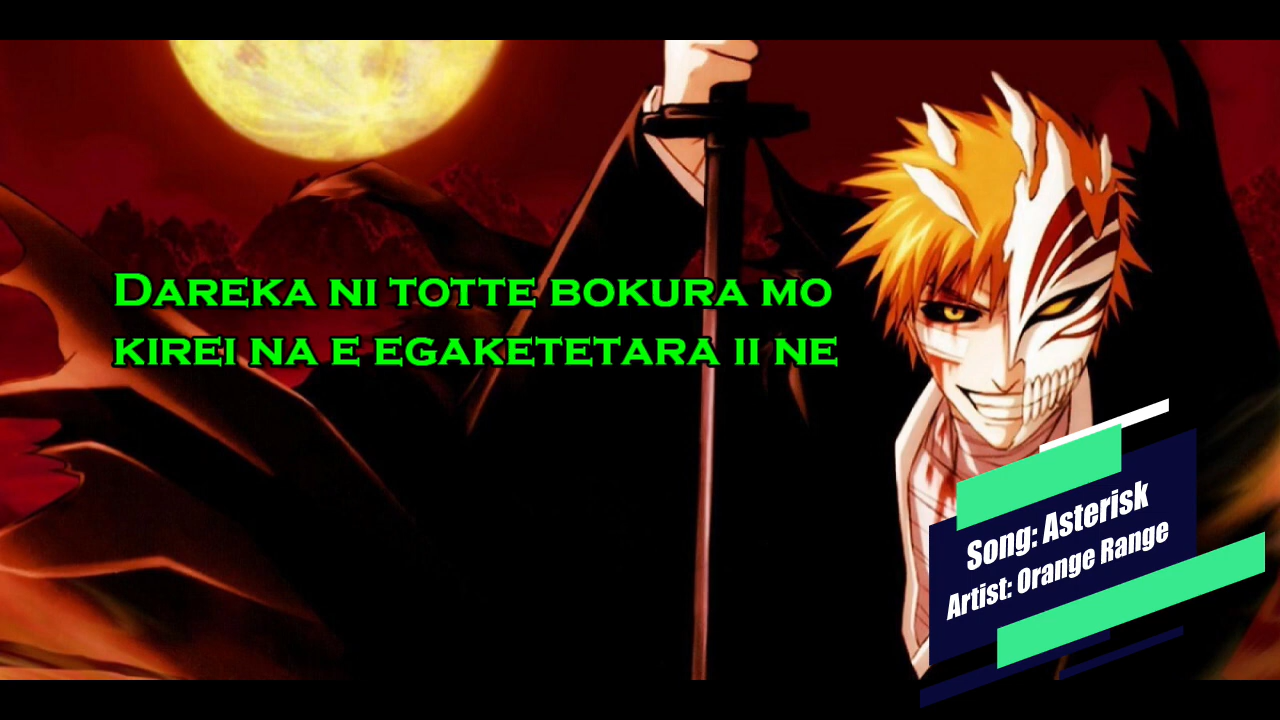 Dareka ni totte bokura mo
kirei na e egaketetara ii ne
Song: Asterisk
Artist: Orange Range